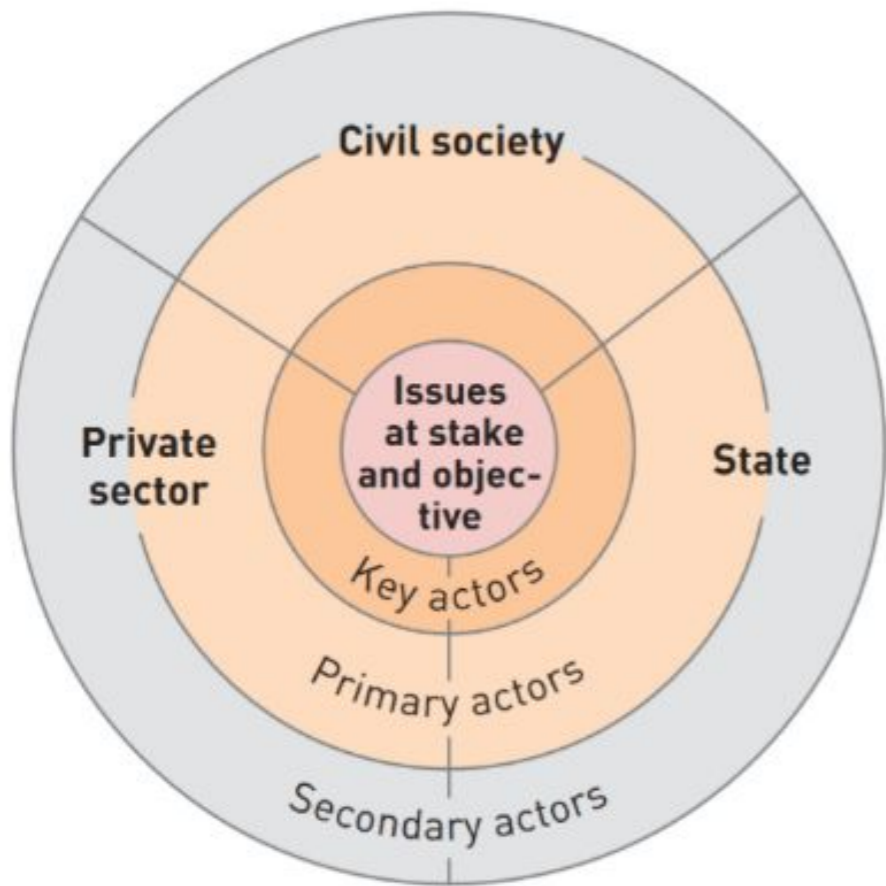 Civil society
Private
sector
State
Issues
at stake
and objec-
tive
Key actors
Primary actors
Secondary actors